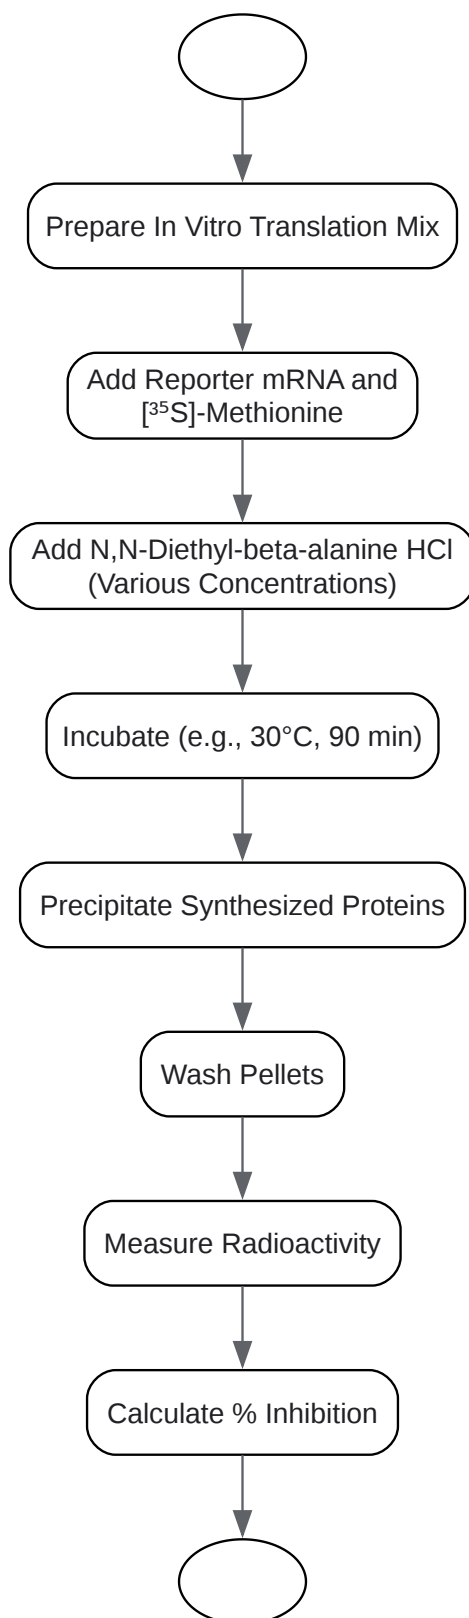 Prepare In Vitro Translation Mix
Add Reporter mRNA and
[³⁵S]-Methionine
Add N,N-Diethyl-beta-alanine HCl
(Various Concentrations)
Incubate (e.g., 30°C, 90 min)
Precipitate Synthesized Proteins
Wash Pellets
Measure Radioactivity
Calculate % Inhibition